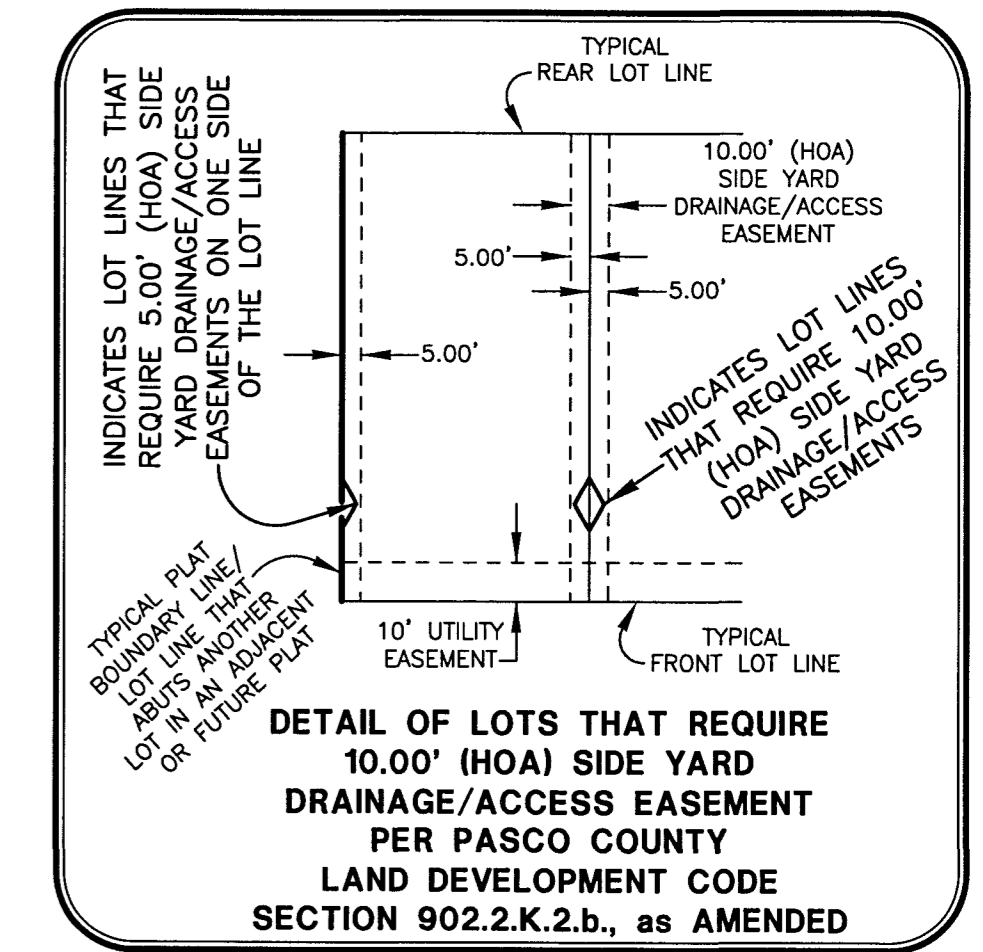 TYPICAL
REAR LOT LINE
INDICATES LOT LINES THAT
REQUIRE 5.00' (HOA) SIDE
YARD DRAINAGE/ACCESS
EASEMENTS ON ONE SIDE
OF THE LOT LINE
10.00' (HOA)
SIDE YARD
DRAINAGE/ACCESS
EASEMENT
5.00'
5.00'
5.00'
INDICATES LOT LINES
THAT REQUIRE 10.00'
(HOA) SIDE YARD
DRAINAGE/ACCESS
EASEMENTS
TYPICAL PLAT
BOUNDARY LINE/
LOT LINE THAT
ABUTS ANOTHER
LOT IN AN ADJACENT
OR FUTURE PLAT
10' UTILITY
EASEMENT
TYPICAL
FRONT LOT LINE
DETAIL OF LOTS THAT REQUIRE
10.00' (HOA) SIDE YARD
DRAINAGE/ACCESS EASEMENT
PER PASCO COUNTY
LAND DEVELOPMENT CODE
SECTION 902.2.K.2.b., as AMENDED